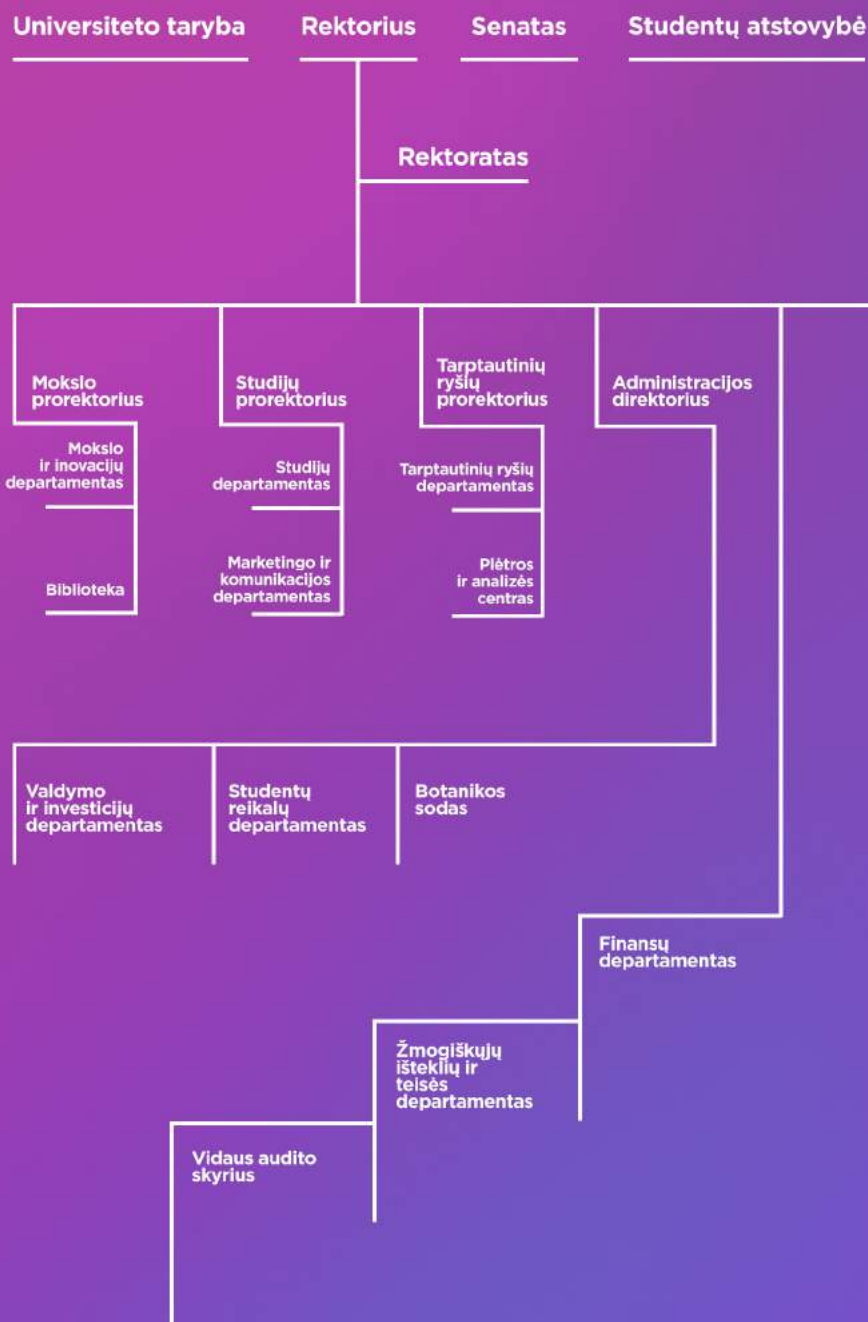 Universiteto taryba
Rektorius
Senatas
Studentų atstovybė
Rektoratas
Mokslo
prorektorius
Studijų
prorektorius
Tarptautinių
ryšių
prorektorius
Administracijos
direktorius
Mokslo
ir inovacijų
departamentas
Studijų
departamentas
Tarptautinių ryšių
departamentas
Biblioteka
Marketingo ir
komunikacijos
departamentas
Plėtros
ir analizės
centras
Valdymo
ir investicijų
departamentas
Studentų
reikalų
departamentas
Botanikos
sodas
Finansų
departamentas
Žmogiškųjų
išteklių ir
teisės
departamentas
Vidaus audito
skyrius